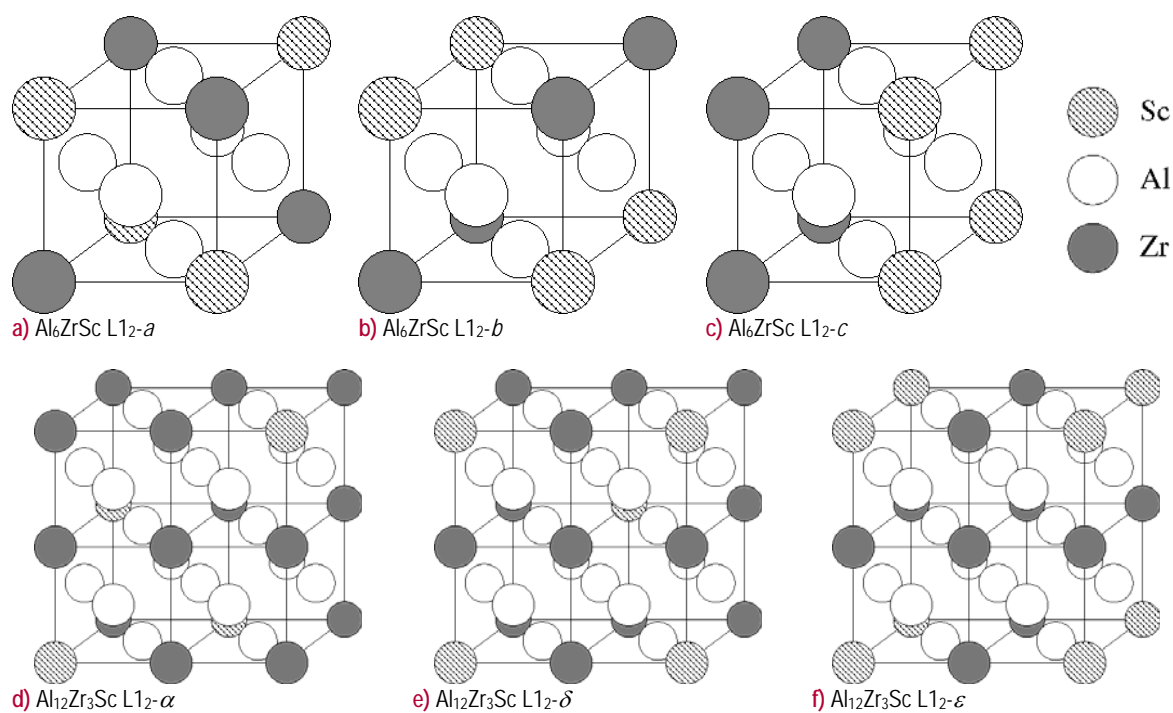 Sc
Al
Zr
a) Al₆ZrSc L1₂-a
b) Al₆ZrSc L1₂-b
c) Al₆ZrSc L1₂-c
d) Al₁₂Zr₃Sc L1₂-α
e) Al₁₂Zr₃Sc L1₂-δ
f) Al₁₂Zr₃Sc L1₂-ε